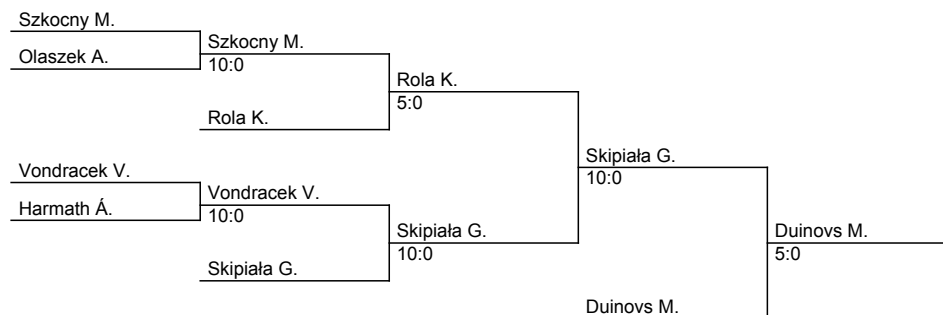 Szkocny M.
Olaszek A.
Szkocny M.
10:0
Rola K.
Rola K.
5:0
Vondracek V.
Harmath Á.
Vondracek V.
10:0
Skipiała G.
Skipiała G.
10:0
Skipiała G.
10:0
Duinovs M.
Duinovs M.
5:0